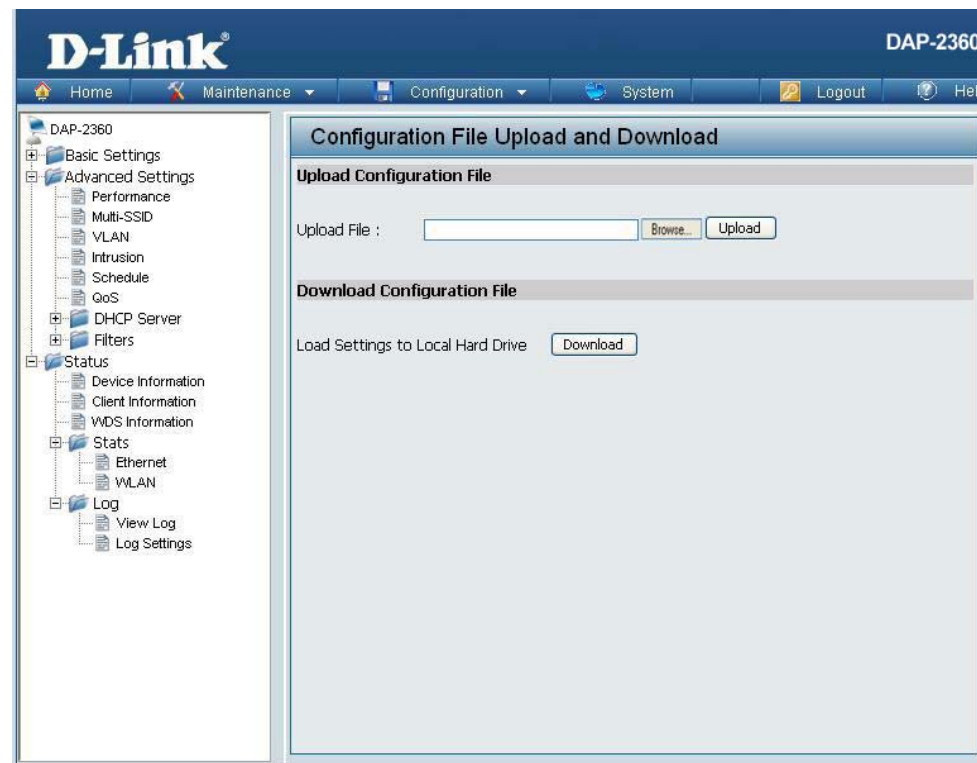 D-Link®
DAP-2360
Home
Maintenance
Configuration
System
Logout
Hel
DAP-2360
Basic Settings
Advanced Settings
Performance
Multi-SSID
VLAN
Intrusion
Schedule
QoS
DHCP Server
Filters
Status
Device Information
Client Information
WDS Information
Stats
Ethernet
WLAN
Log
View Log
Log Settings
Configuration File Upload and Download
Upload Configuration File
Upload File : Browse... Upload
Download Configuration File
Load Settings to Local Hard Drive Download